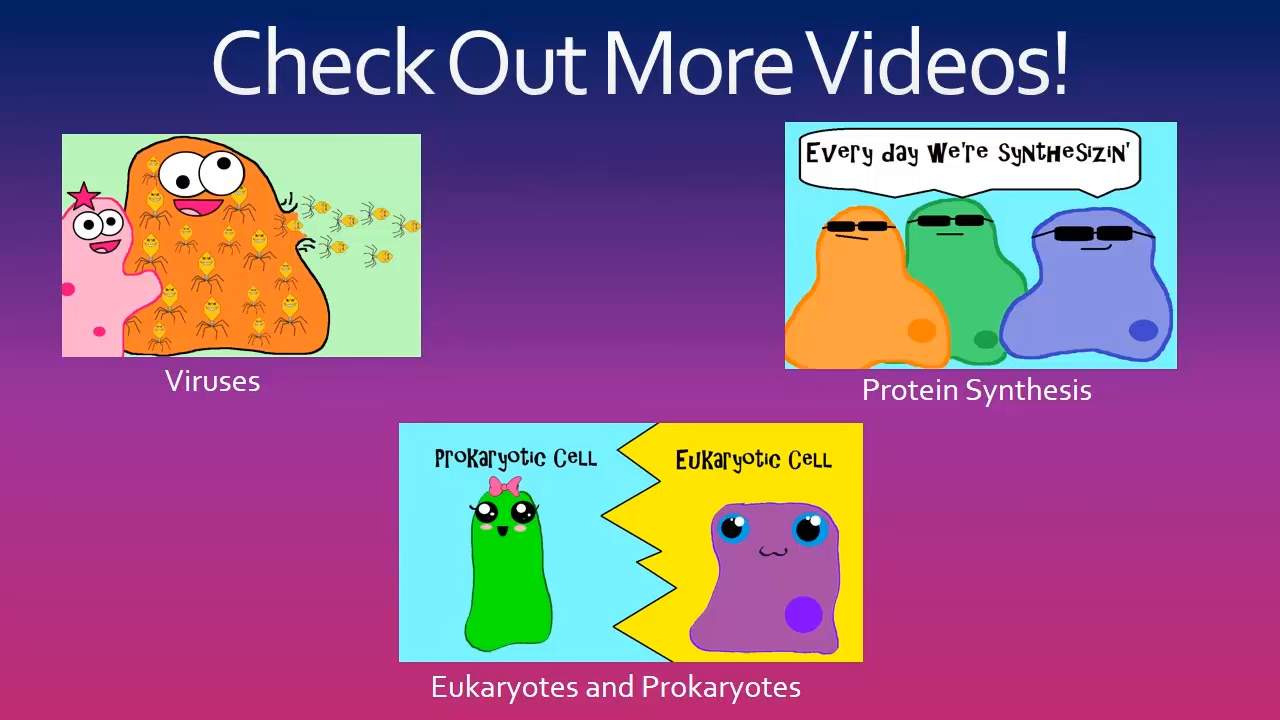 Check Out More Videos!
Every day We're Synthesizin'
Viruses
Protein Synthesis
Prokaryotic Cell
Eukaryotic Cell
Eukaryotes and Prokaryotes